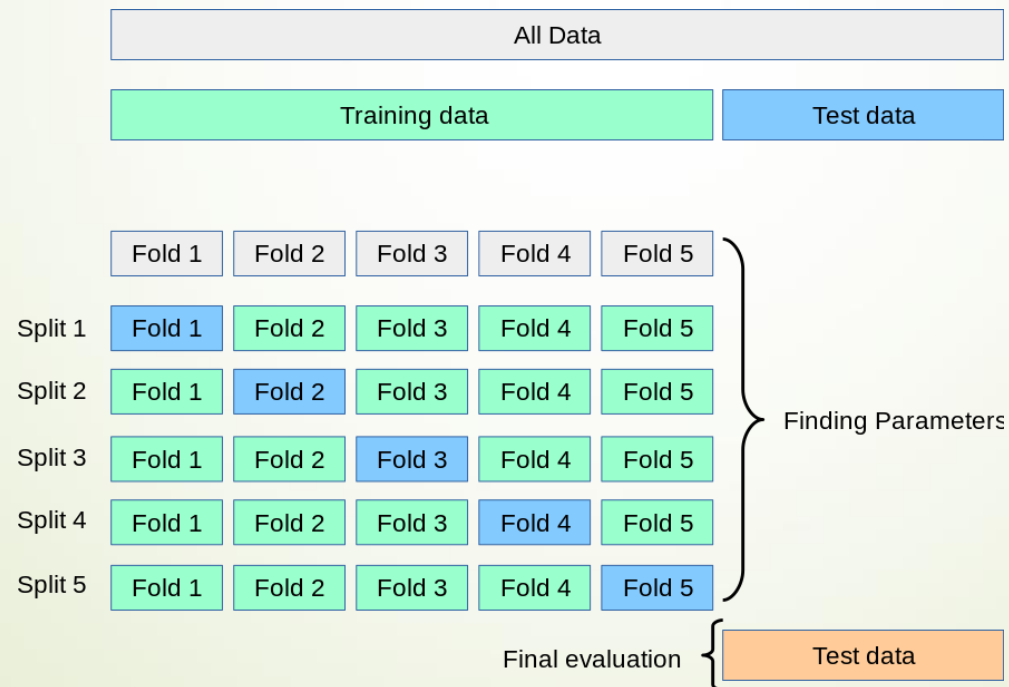 All Data
Training data Test data
Fold 1 Fold 2 Fold 3 Fold 4 Fold 5
Split 1 Fold 1 Fold 2 Fold 3 Fold 4 Fold 5
Split 2 Fold 1 Fold 2 Fold 3 Fold 4 Fold 5
Finding Parameters
Split 3 Fold 1 Fold 2 Fold 3 Fold 4 Fold 5
Split 4 Fold 1 Fold 2 Fold 3 Fold 4 Fold 5
Split 5 Fold 1 Fold 2 Fold 3 Fold 4 Fold 5
Final evaluation Test data